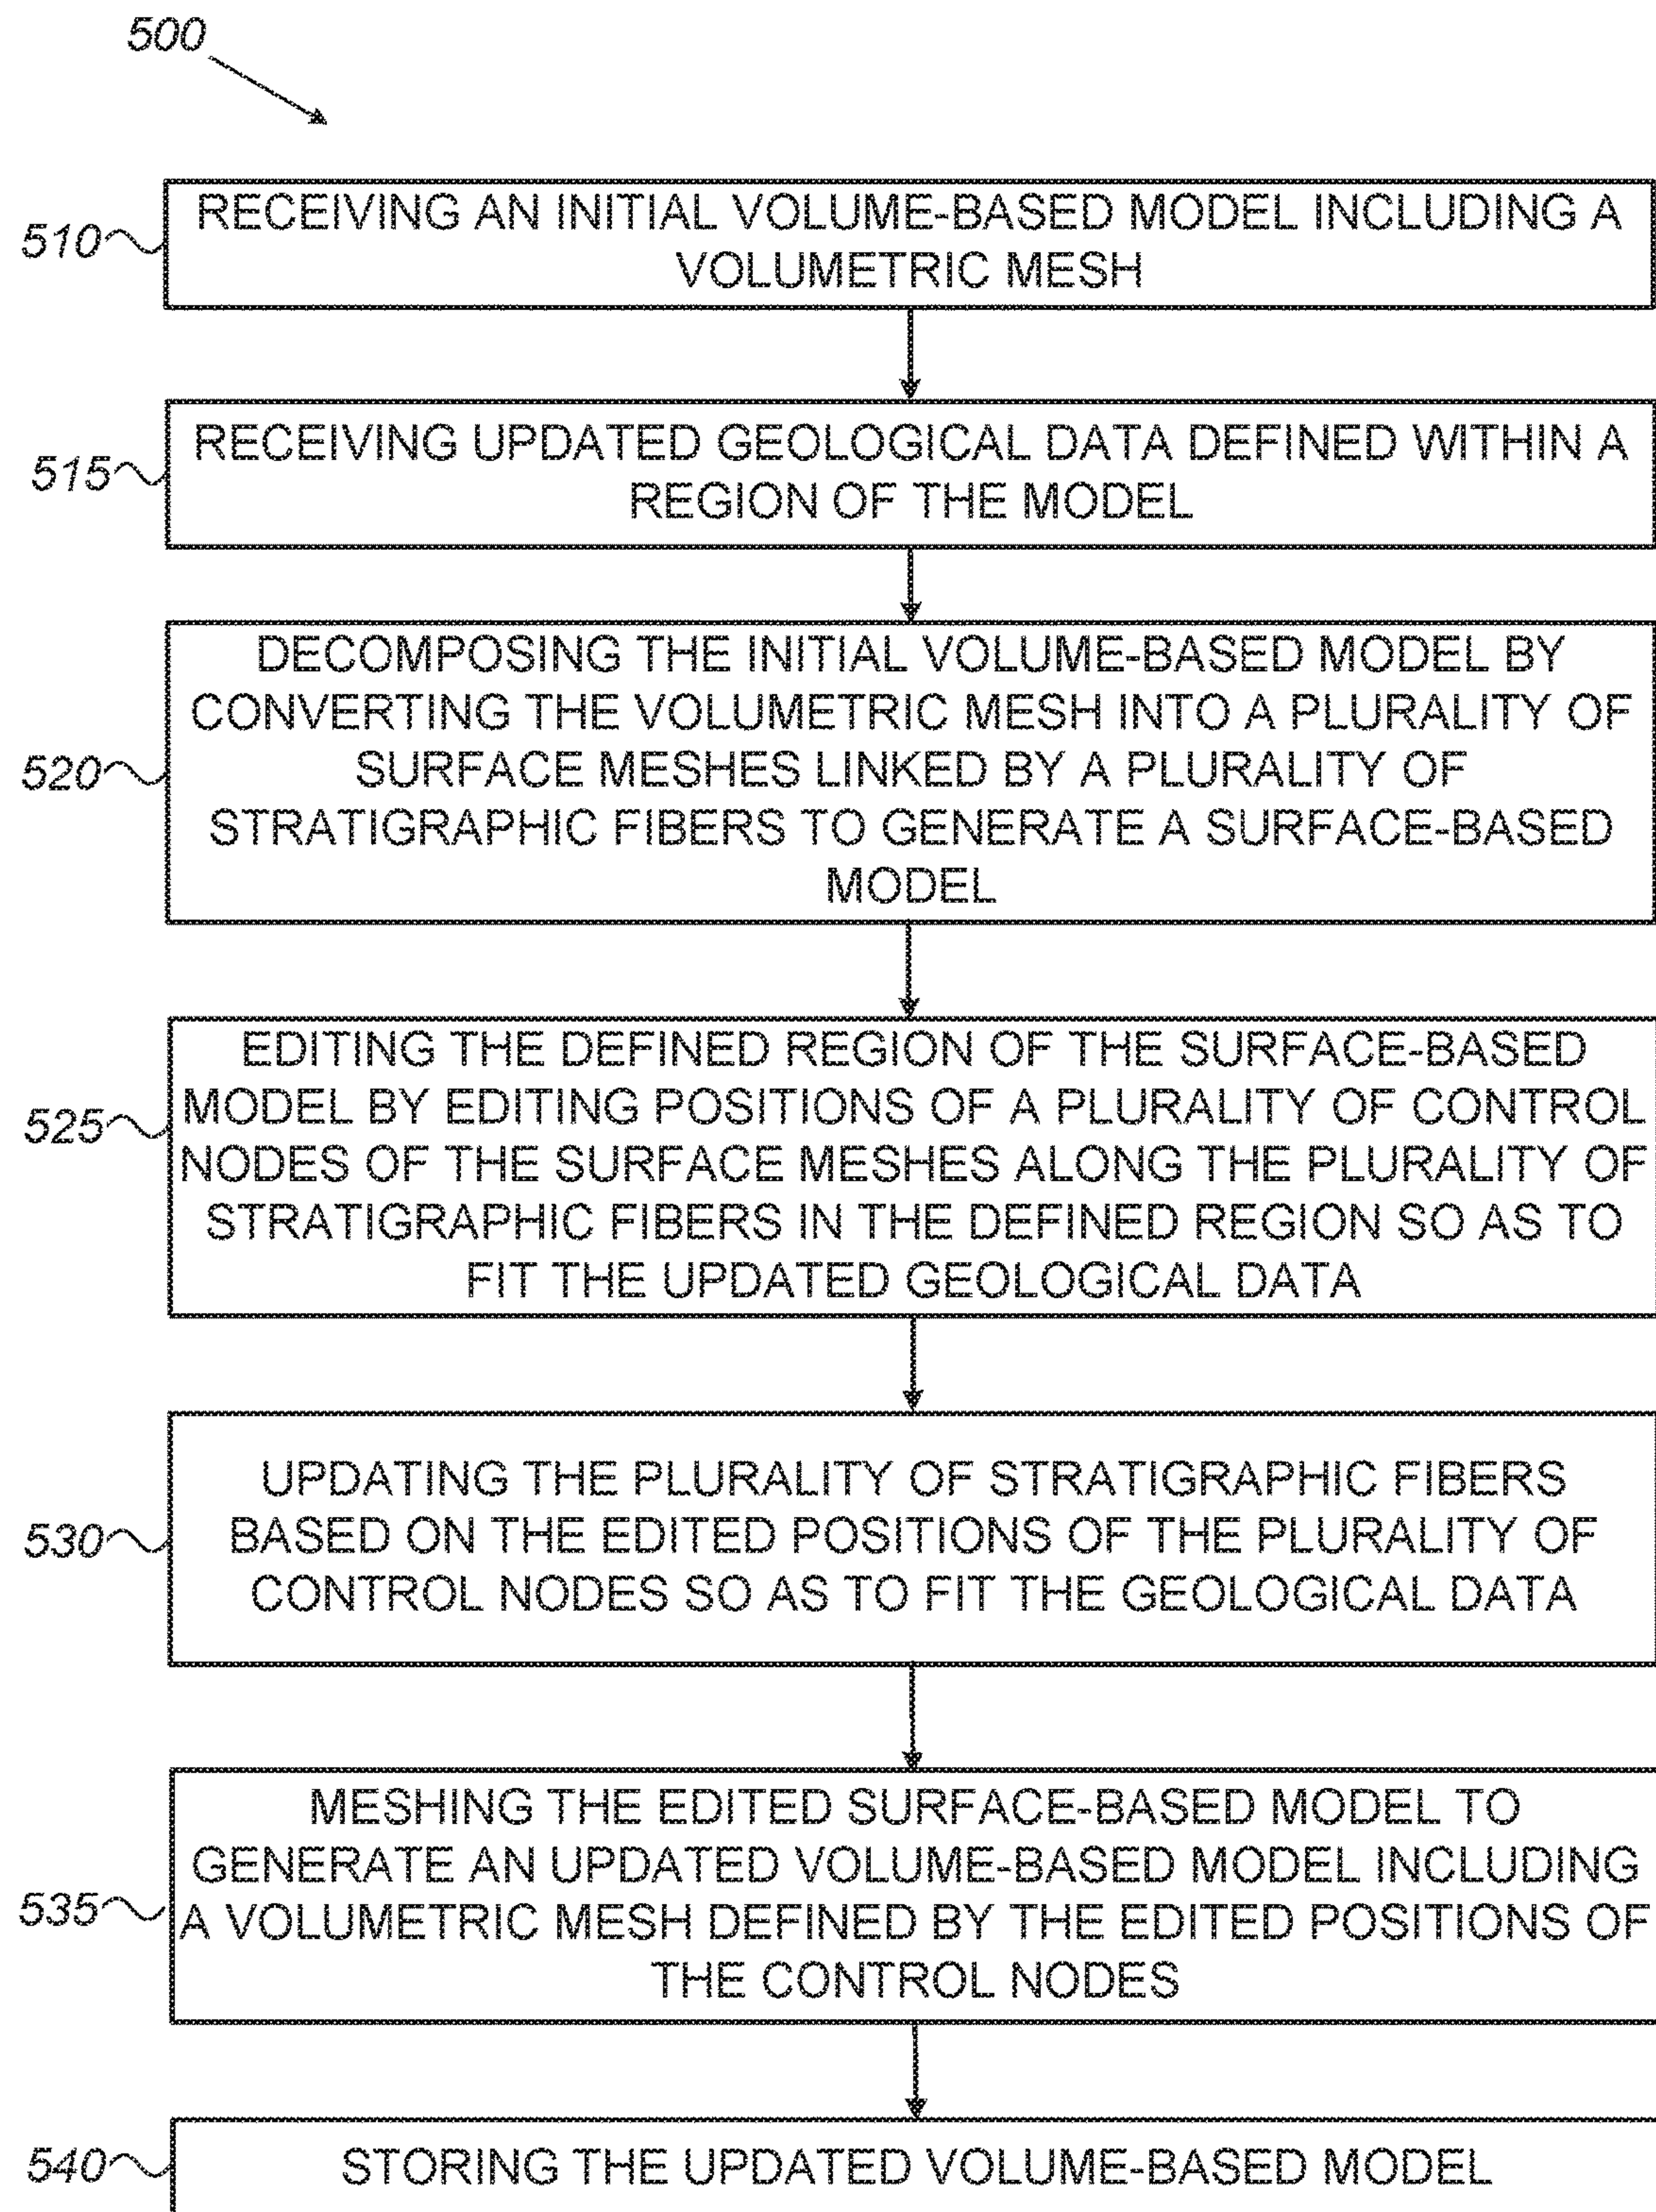 500
510
RECEIVING AN INITIAL VOLUME-BASED MODEL INCLUDING A
VOLUMETRIC MESH
515
RECEIVING UPDATED GEOLOGICAL DATA DEFINED WITHIN A
REGION OF THE MODEL
520
DECOMPOSING THE INITIAL VOLUME-BASED MODEL BY
CONVERTING THE VOLUMETRIC MESH INTO A PLURALITY OF
SURFACE MESHES LINKED BY A PLURALITY OF
STRATIGRAPHIC FIBERS TO GENERATE A SURFACE-BASED
MODEL
525
EDITING THE DEFINED REGION OF THE SURFACE-BASED
MODEL BY EDITING POSITIONS OF A PLURALITY OF CONTROL
NODES OF THE SURFACE MESHES ALONG THE PLURALITY OF
STRATIGRAPHIC FIBERS IN THE DEFINED REGION SO AS TO
FIT THE UPDATED GEOLOGICAL DATA
530
UPDATING THE PLURALITY OF STRATIGRAPHIC FIBERS
BASED ON THE EDITED POSITIONS OF THE PLURALITY OF
CONTROL NODES SO AS TO FIT THE GEOLOGICAL DATA
535
MESHING THE EDITED SURFACE-BASED MODEL TO
GENERATE AN UPDATED VOLUME-BASED MODEL INCLUDING
A VOLUMETRIC MESH DEFINED BY THE EDITED POSITIONS OF
THE CONTROL NODES
540
STORING THE UPDATED VOLUME-BASED MODEL